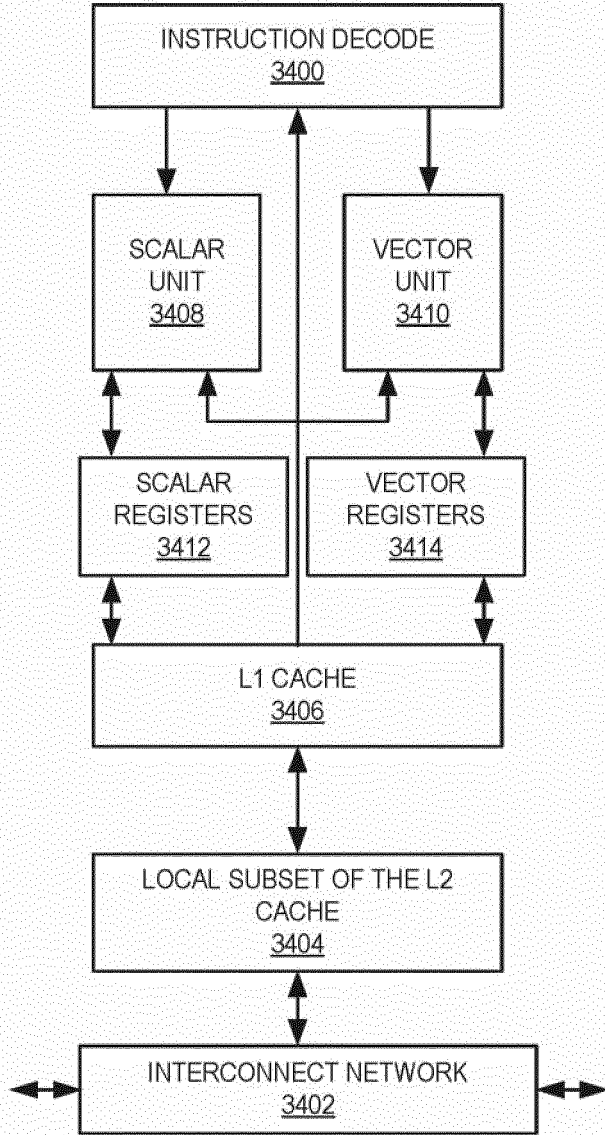 INSTRUCTION DECODE
3400
SCALAR
UNIT
3408
VECTOR
UNIT
3410
SCALAR
REGISTERS
3412
VECTOR
REGISTERS
3414
L1 CACHE
3406
LOCAL SUBSET OF THE L2
CACHE
3404
INTERCONNECT NETWORK
3402